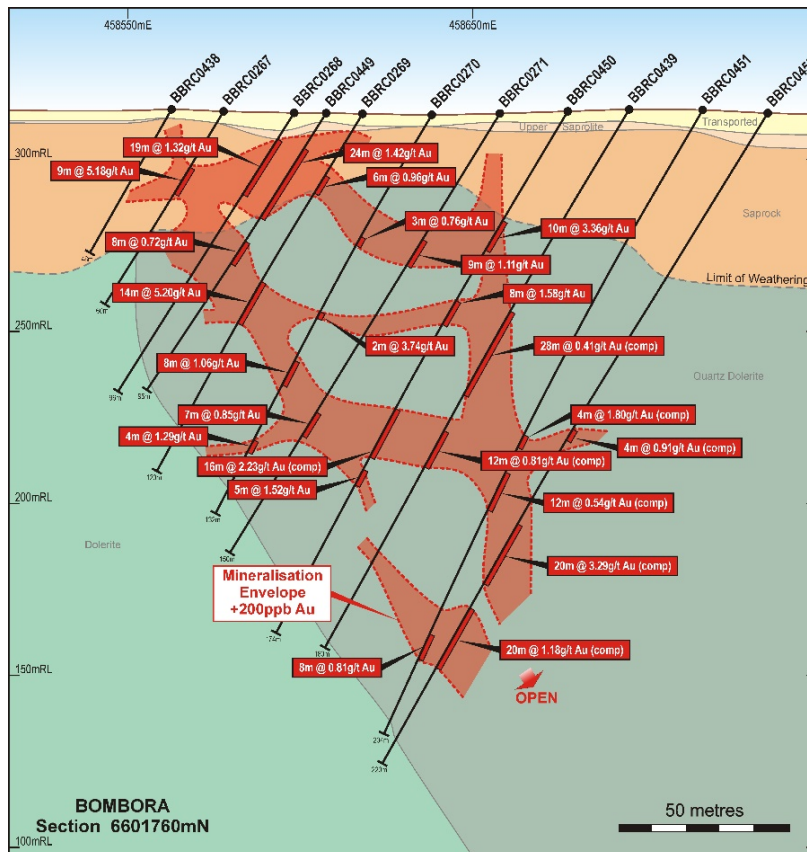 458550mE
458650mE
BBRC0438
BBRC0267
BBRC0268
BBRC0449
BBRC0269
BBRC0270
BBRC0271
BBRC0450
BBRC0439
BBRC0451
Transported
Upper Saprolite
300mRL
19m @ 1.32g/t Au
24m @ 1.42g/t Au
9m @ 5.18g/t Au
6m @ 0.96g/t Au
Saprock
3m @ 0.76g/t Au
10m @ 3.36g/t Au
8m @ 0.72g/t Au
9m @ 1.11g/t Au
Limit of Weathering
14m @ 5.20g/t Au
8m @ 1.58g/t Au
250mRL
2m @ 3.74g/t Au
28m @ 0.41g/t Au (comp)
8m @ 1.06g/t Au
Quartz Dolerite
7m @ 0.85g/t Au
4m @ 1.80g/t Au (comp)
4m @ 1.29g/t Au
4m @ 0.91g/t Au (comp)
16m @ 2.23g/t Au (comp)
12m @ 0.81g/t Au (comp)
5m @ 1.52g/t Au
200mRL
12m @ 0.54g/t Au (comp)
132m
Dolerite
20m @ 3.29g/t Au (comp)
Mineralisation
Envelope
+200ppb Au
174m
20m @ 1.18g/t Au (comp)
8m @ 0.81g/t Au
150mRL
OPEN
BOMBORA
Section 6601760mN
50 metres
100mRL